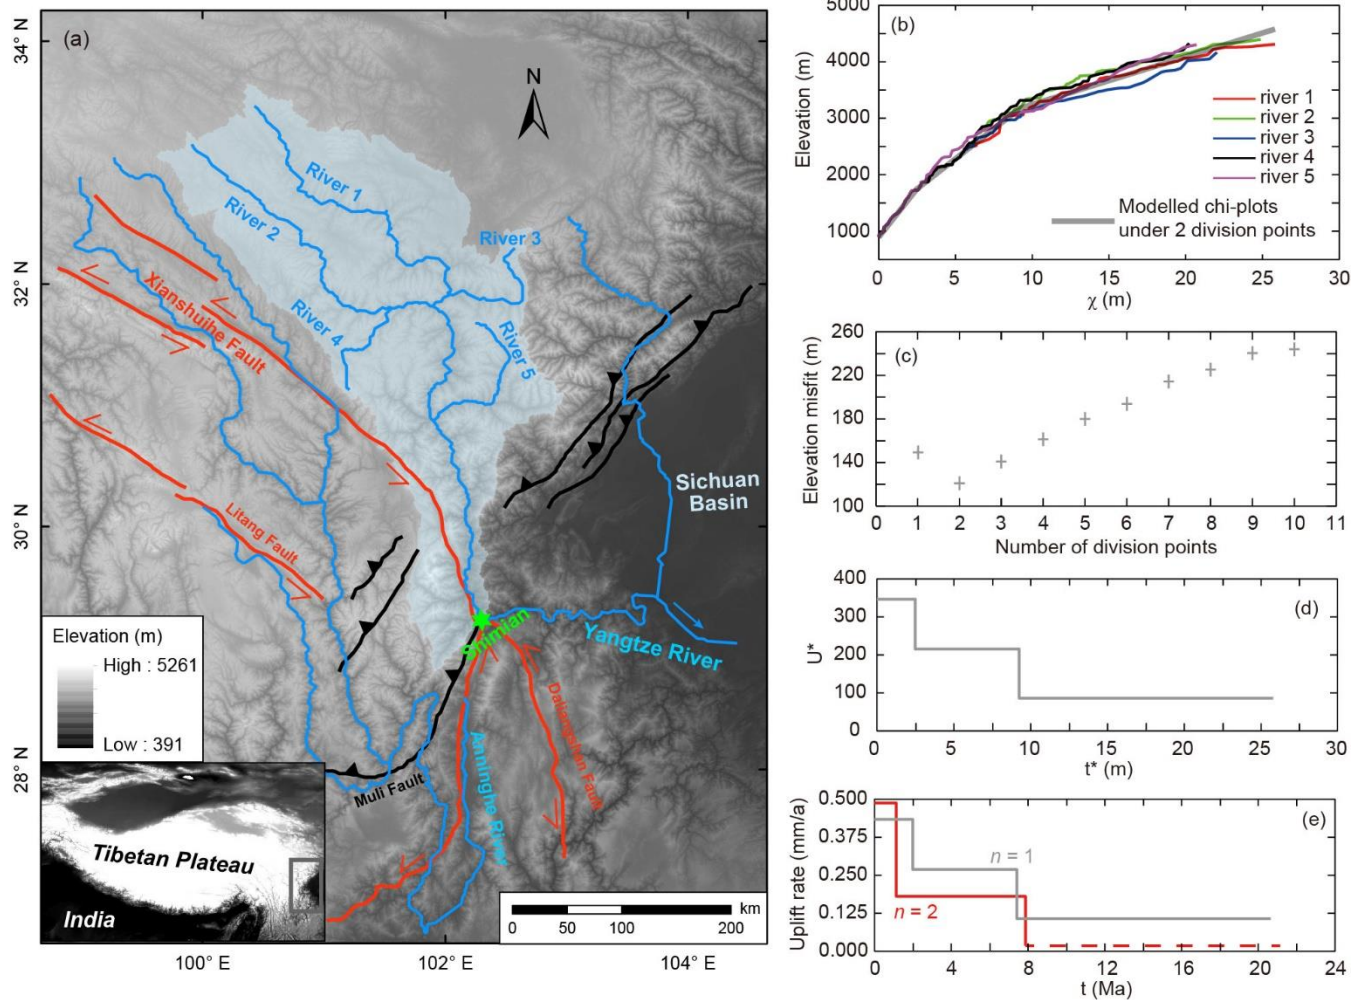 (a)
34° N
32° N
30° N
28° N
100° E
102° E
104° E
N
River 1
River 2
River 3
River 4
River 5
Xianshuihe Fault
Litang Fault
Sichuan
Basin
Shimian
Yangtze River
Daliangshan Fault
Anninghe River
Muli Fault
Elevation (m)
High : 5261
Low : 391
Tibetan Plateau
India
km
0 50 100 200
(b)
Elevation (m)
5000
4000
3000
2000
1000
river 1
river 2
river 3
river 4
river 5
Modelled chi-plots
under 2 division points
0 5 10 15 20 25 30
χ (m)
(c)
Elevation misfit (m)
260
220
180
140
100
0 1 2 3 4 5 6 7 8 9 10 11
Number of division points
(d)
U*
400
300
200
100
0
0 5 10 15 20 25 30
t* (m)
(e)
Uplift rate (mm/a)
0.500
0.375
0.250
0.125
0.000
n = 1
n = 2
0 4 8 12 16 20 24
t (Ma)